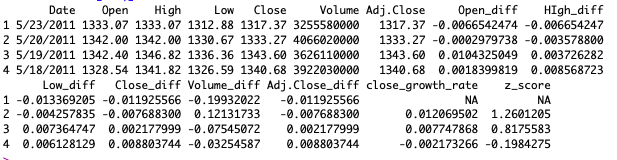 Date Open High Low Close Volume Adj.Close Open_diff HIgh_diff
1 5/23/2011 1333.07 1333.07 1312.88 1317.37 3255580000 1317.37 -0.0066542474 -0.006654247
2 5/20/2011 1342.00 1342.00 1330.67 1333.27 4066020000 1333.27 -0.0002979738 -0.003578800
3 5/19/2011 1342.40 1346.82 1336.36 1343.60 3626110000 1343.60 0.0104325049 0.003726282
4 5/18/2011 1328.54 1341.82 1326.59 1340.68 3922030000 1340.68 0.0018399819 0.008568723
Low_diff Close_diff Volume_diff Adj.Close_diff close_growth_rate z_score
1 -0.013369205 -0.011925566 -0.19932022 -0.011925566 NA NA
2 -0.004257835 -0.007688300 0.12131733 -0.007688300 0.012069502 1.2601205
3 0.007364747 0.002177999 -0.07545072 0.002177999 0.007747868 0.8175583
4 0.006128129 0.008803744 -0.03254587 0.008803744 -0.002173266 -0.1984275
>